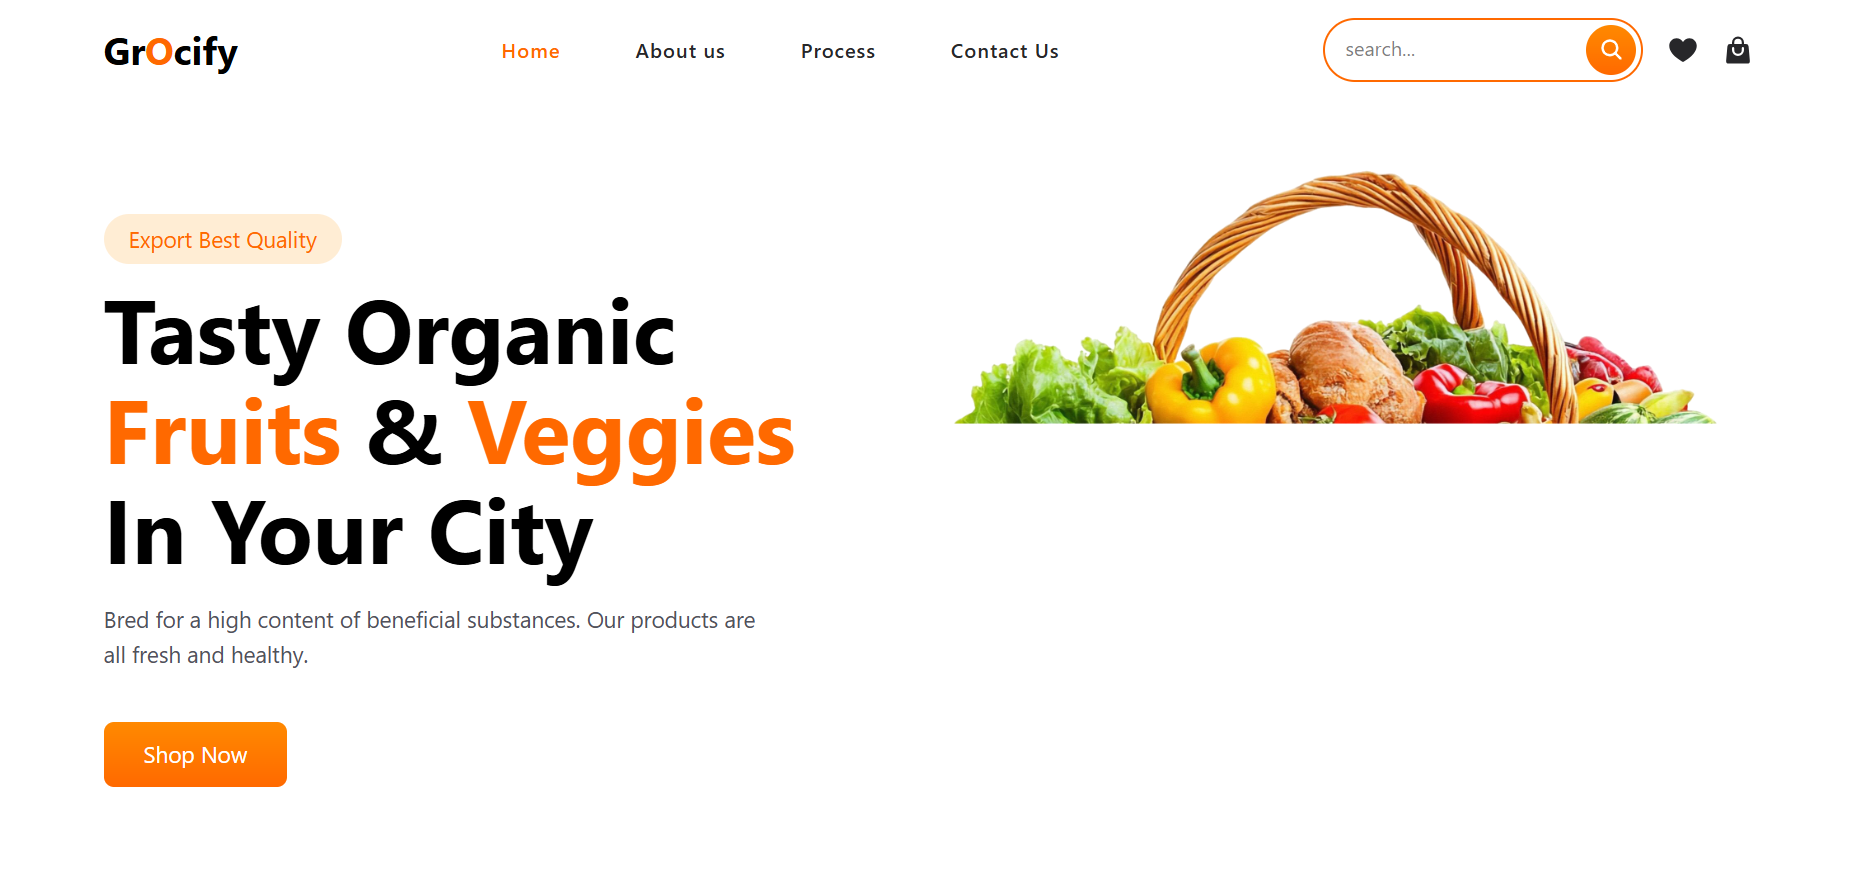 GrOcify
Home
About us
Process
Contact Us
search...
Export Best Quality
Tasty Organic
Fruits & Veggies
In Your City
Bred for a high content of beneficial substances. Our products are
all fresh and healthy.
Shop Now